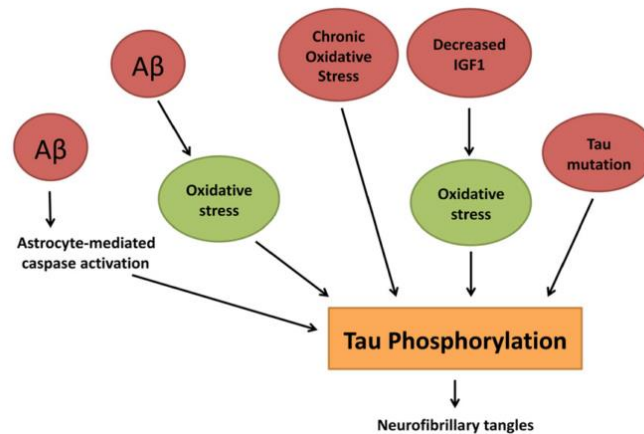 Aβ
Aβ
Chronic
Oxidative
Stress
Decreased
IGF1
Tau
mutation
Oxidative
stress
Oxidative
stress
Astrocyte-mediated
caspase activation
Tau Phosphorylation
Neurofibrillary tangles